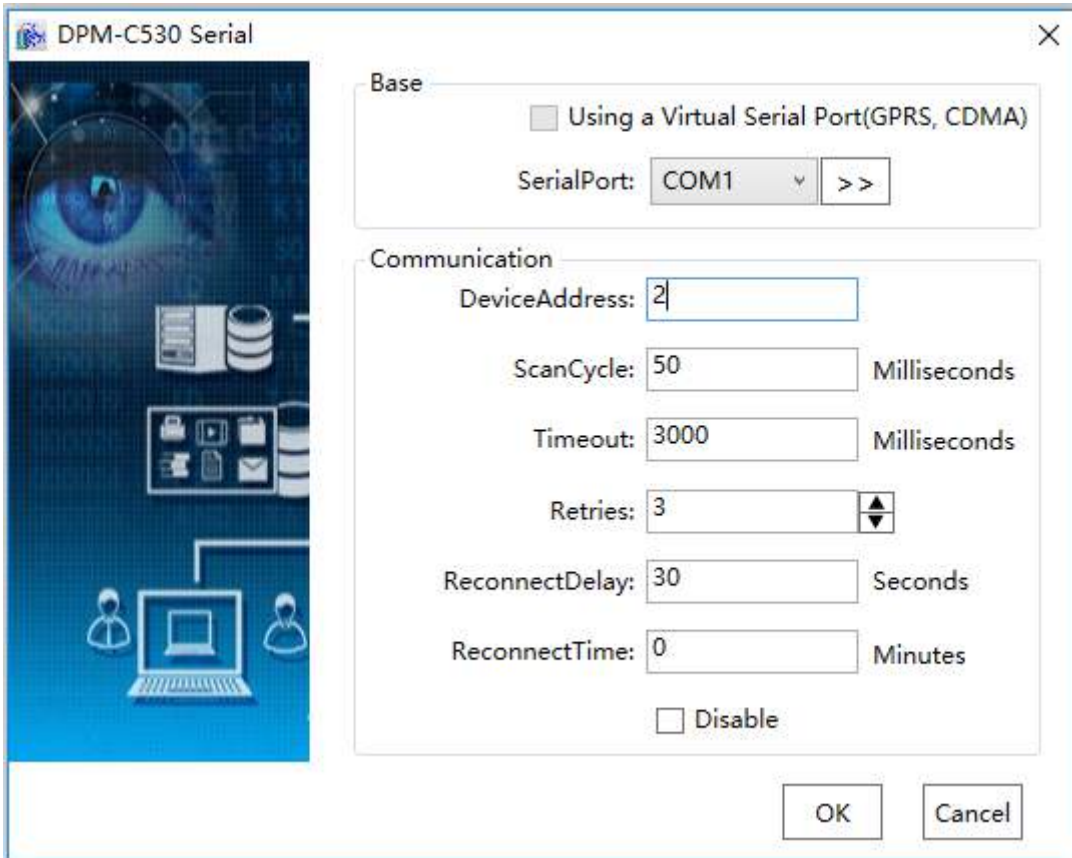 DPM-C530 Serial
Base
Using a Virtual Serial Port(GPRS, CDMA)
SerialPort: COM1 >>
Communication
DeviceAddress: 2
ScanCycle: 50 Milliseconds
Timeout: 3000 Milliseconds
Retries: 3
ReconnectDelay: 30 Seconds
ReconnectTime: 0 Minutes
Disable
OK Cancel